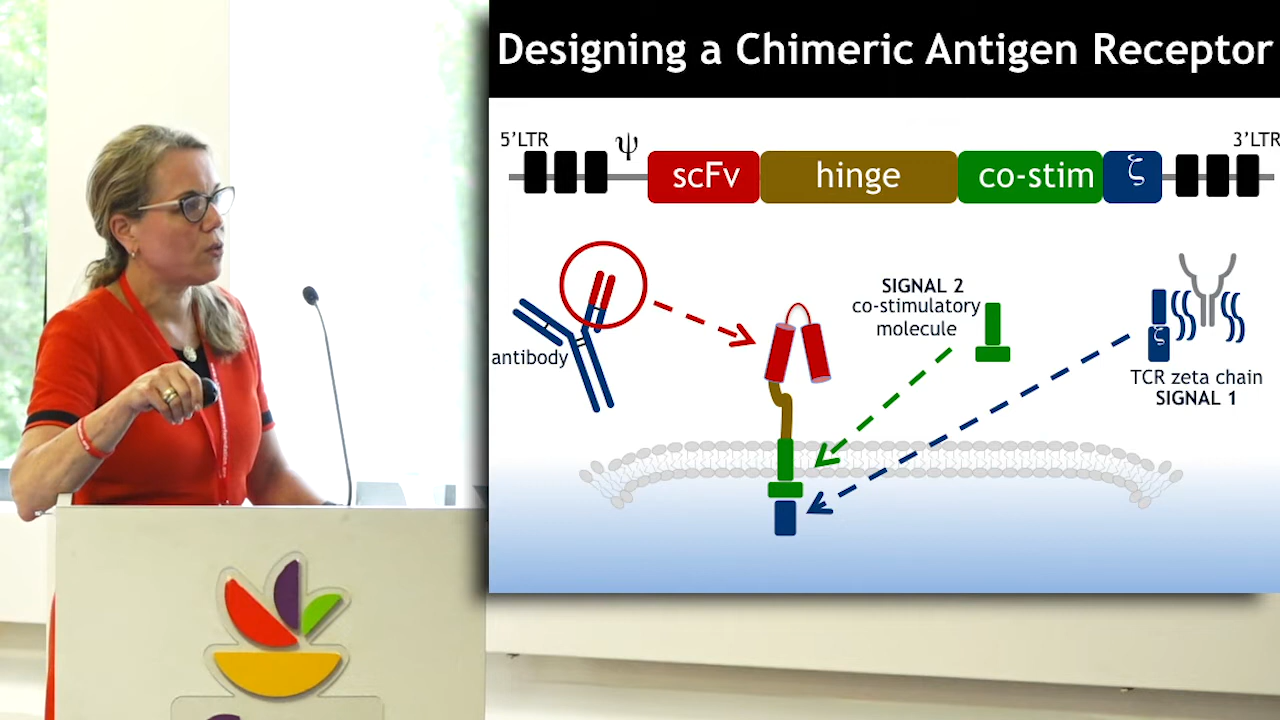 Designing a Chimeric Antigen Receptor
5'LTR
ψ
3'LTR
scFv
hinge
co-stim
ζ
SIGNAL 2
co-stimulatory
molecule
antibody
ζ
TCR zeta chain
SIGNAL 1